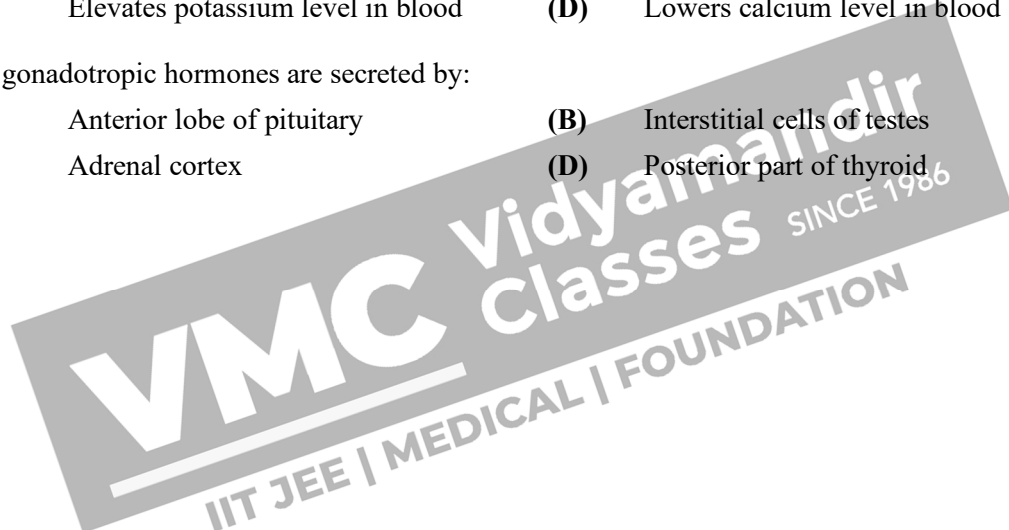 Elevates potassium level in blood (D) Lowers calcium level in blood
gonadotropic hormones are secreted by:
Anterior lobe of pituitary (B) Interstitial cells of testes
Adrenal cortex (D) Posterior part of thyroid
VMC Vidyamandir Classes SINCE 1986
IIT JEE | MEDICAL | FOUNDATION